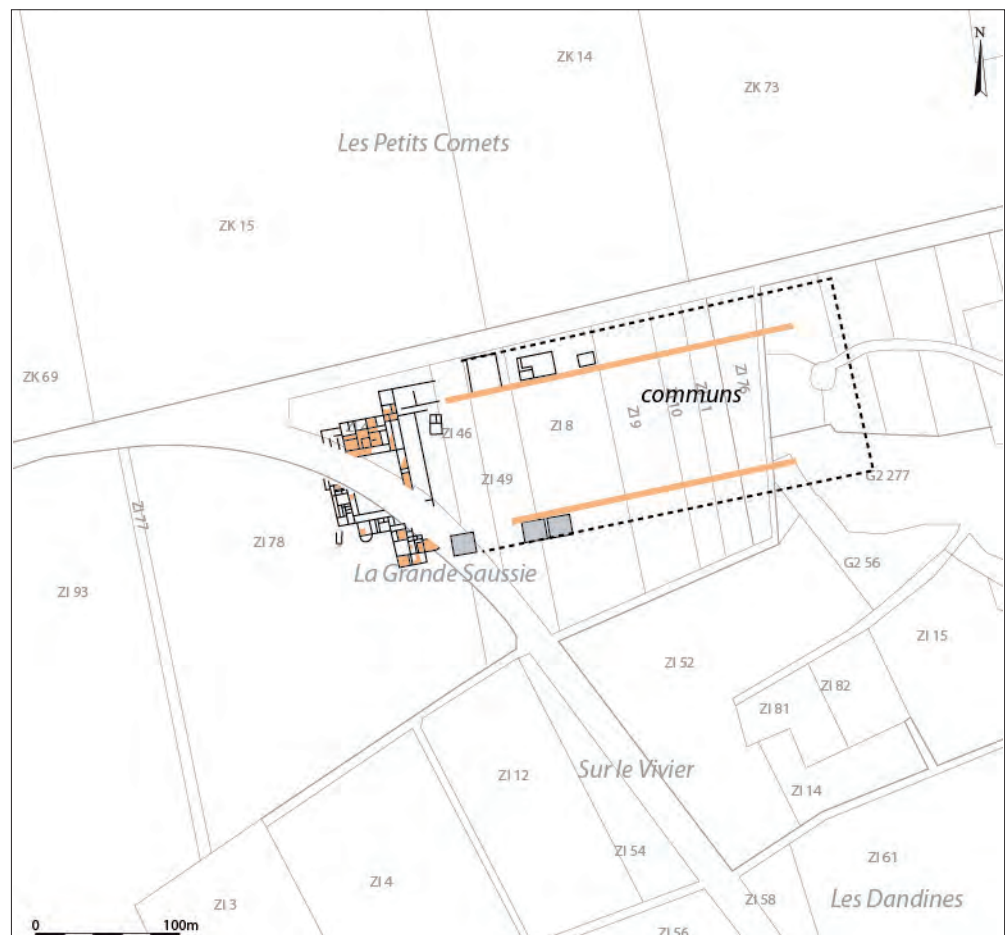 N
ZK 14
ZK 73
Les Petits Comets
ZK 15
ZK 69
communs
ZI 76
ZI 46
ZI 8
ZI 9
ZI 49
G2 277
ZI 77
ZI 78
La Grande Saussie
G2 56
ZI 93
ZI 15
ZI 52
ZI 82
ZI 81
Sur le Vivier
ZI 12
ZI 14
ZI 54
ZI 61
ZI 4
ZI 58
Les Dandines
ZI 3
0 100m
ZI 56